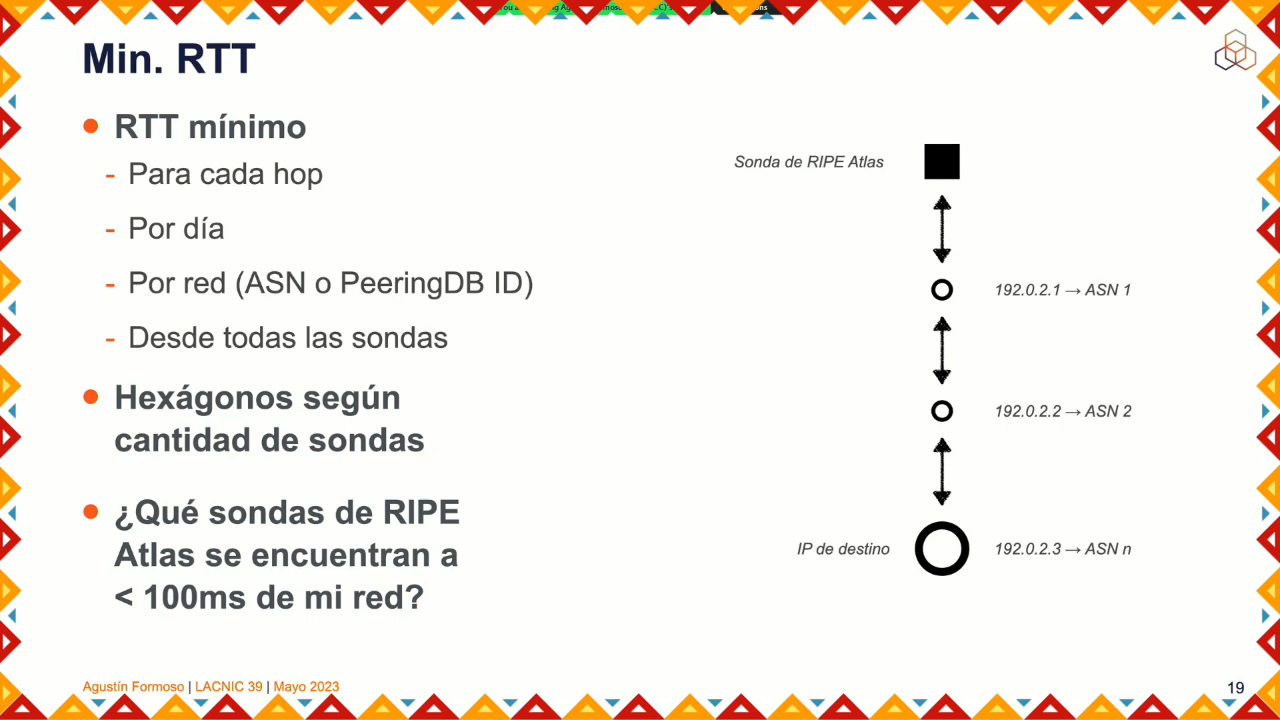 Min. RTT
RTT mínimo
- Para cada hop
- Por día
- Por red (ASN o PeeringDB ID)
- Desde todas las sondas
Hexágonos según
cantidad de sondas
¿Qué sondas de RIPE
Atlas se encuentran a
< 100ms de mi red?
Sonda de RIPE Atlas
192.0.2.1 → ASN 1
192.0.2.2 → ASN 2
IP de destino
192.0.2.3 → ASN n
Agustín Formoso | LACNIC 39 | Mayo 2023
19